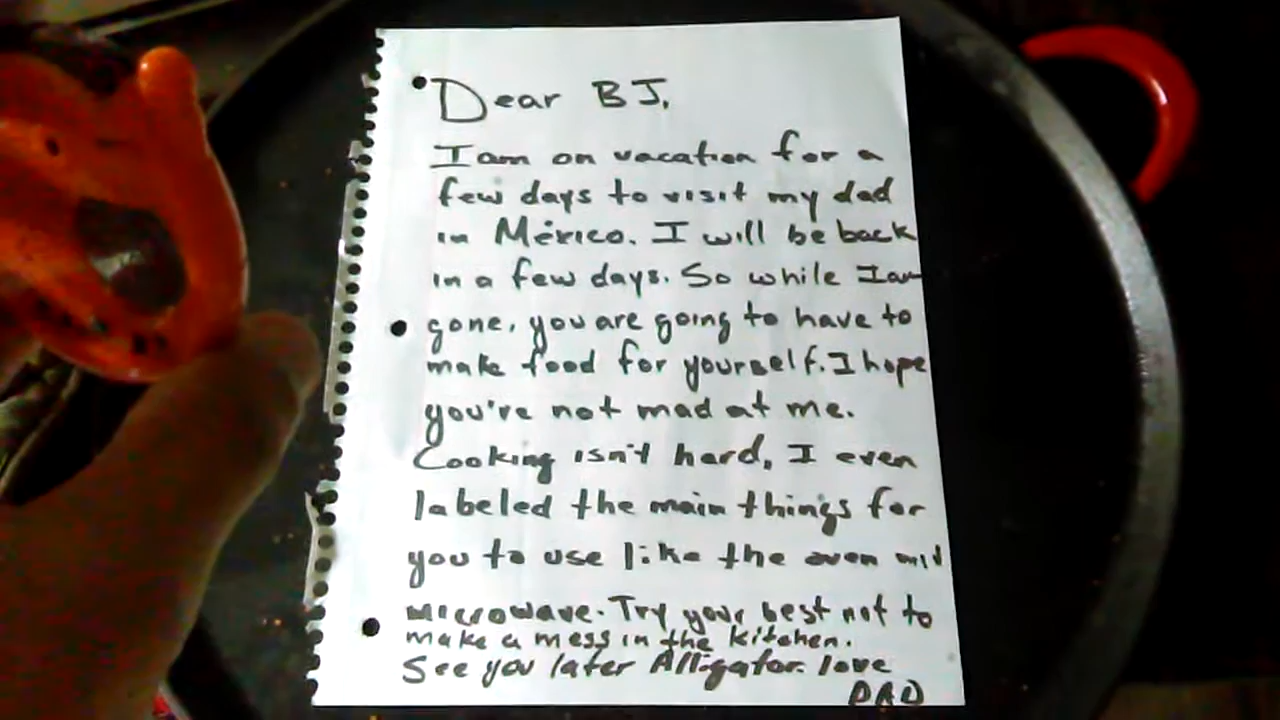 Dear BJ,
I am on vacation for a
few days to visit my dad
in México. I will be back
in a few days. So while I am
gone, you are going to have to
make food for yourself. I hope
you're not mad at me.
Cooking isn't hard, I even
labeled the main things for
you to use like the oven and
microwave. Try your best not to
make a mess in the kitchen.
See you later Alligator. love
DAD